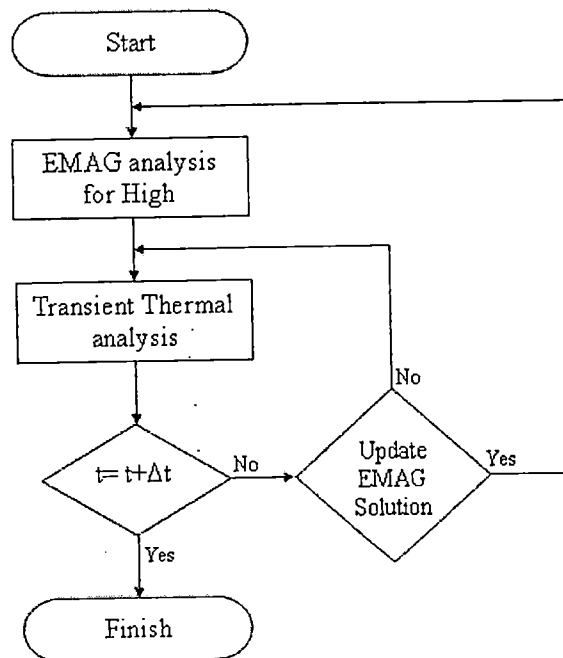 Start
EMAG analysis
for High
Transient Thermal
analysis
No
t= t+Δt
No
Update
EMAG
Solution
Yes
Yes
Finish